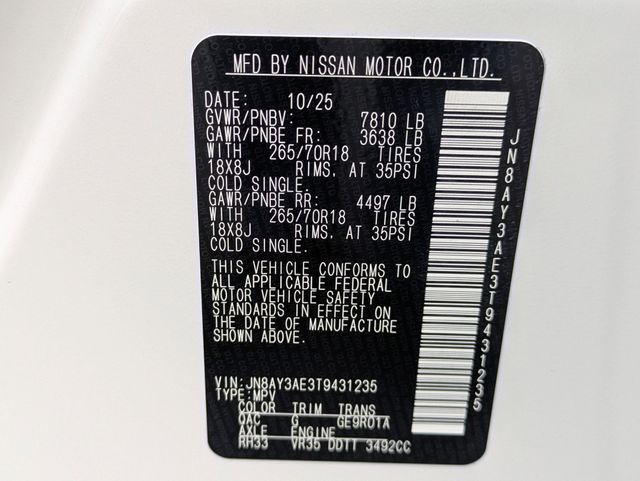 MFD BY NISSAN MOTOR CO.,LTD.
DATE: 10/25
GVWR/PNBV: 7810 LB
GAWR/PNBE FR: 3638 LB
WITH 265/70R18 TIRES
18X8J RIMS. AT 35PSI
COLD SINGLE.
GAWR/PNBE RR: 4497 LB
WITH 265/70R18 TIRES
18X8J RIMS. AT 35PSI
COLD SINGLE.
THIS VEHICLE CONFORMS TO
ALL APPLICABLE FEDERAL
MOTOR VEHICLE SAFETY
STANDARDS IN EFFECT ON
THE DATE OF MANUFACTURE
SHOWN ABOVE.
VIN:JN8AY3AE3T9431235
TYPE:MPV
COLOR TRIM TRANS
QAC G GE9R01A
AXLE ENGINE
RH33 VR35 DDTT 3492CC
JN8AY3AE3T9431235